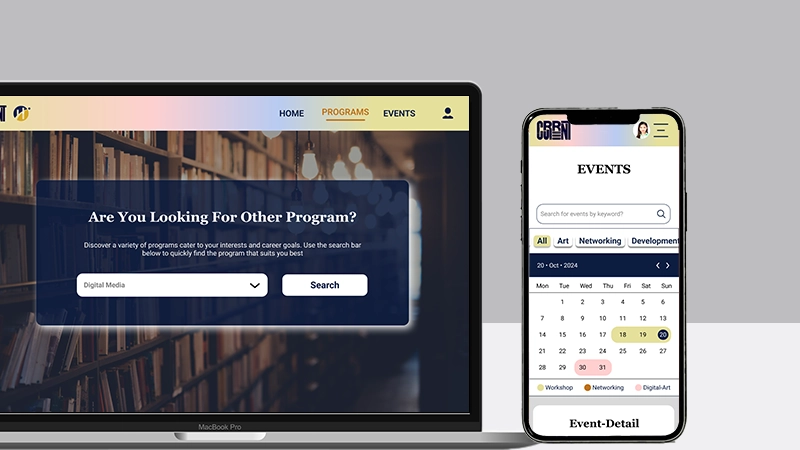 HOME PROGRAMS EVENTS
Are You Looking For Other Program?
Discover a variety of programs cater to your interests and career goals. Use the search bar
below to quickly find the program that suits you best
Digital Media
Search
MacBook Pro
CRRNT
EVENTS
Search for events by keyword?
All Art Networking Development
20 • Oct • 2024
Mon Tue Wed Thu Fri Sat Sun
1 2 3 4 5 6
7 8 9 10 11 12 13
14 15 16 17 18 19 20
21 22 23 24 25 26 27
28 29 30 31
Workshop Networking Digital-Art
Event-Detail